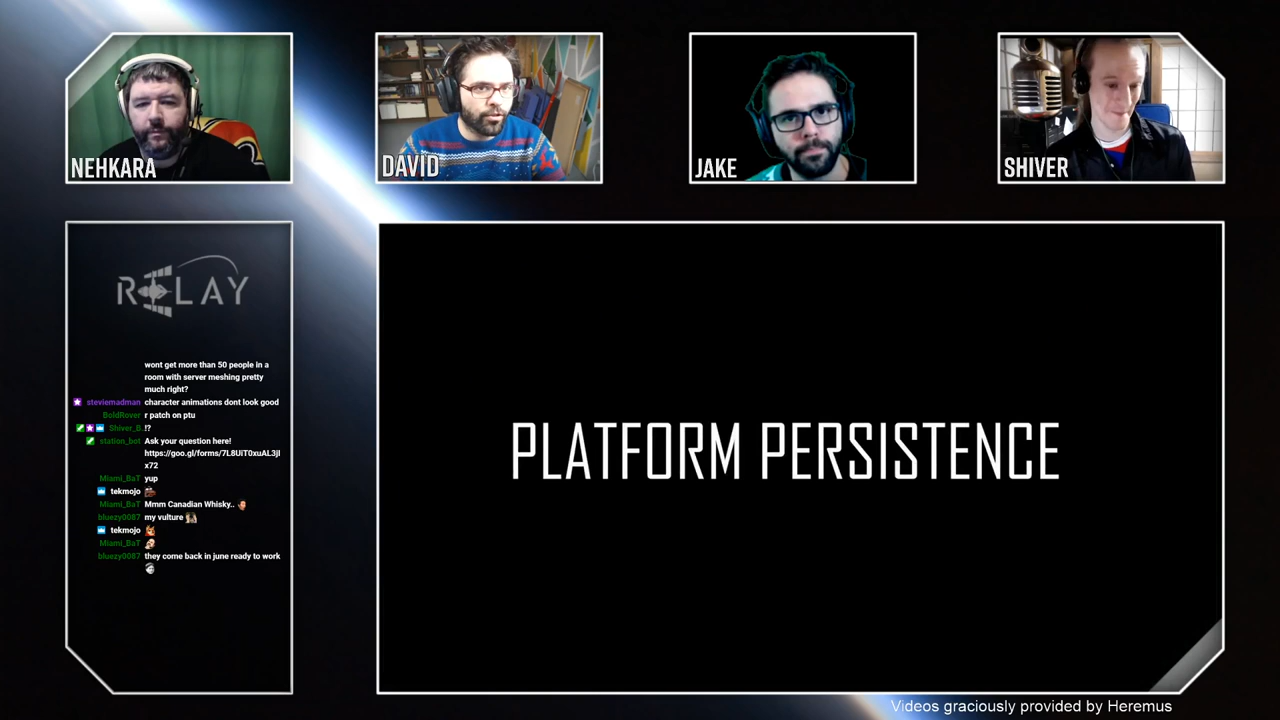 NEHKARA
DAVID
JAKE
SHIVER
RELAY
wont get more than 50 people in a
room with server meshing pretty
much right?
steviemadman character animations dont look good
BoldRover r patch on ptu
Shiver_B. !?
station_bot Ask your question here!
https://goo.gl/forms/7L8UiT0xuAL3jI
x72
Miami_BaT yup
tekmojo
Miami_BaT Mmm Canadian Whisky..
bluezy0087 my vulture
tekmojo
Miami_BaT
bluezy0087 they come back in june ready to work
PLATFORM PERSISTENCE
Videos graciously provided by Heremus